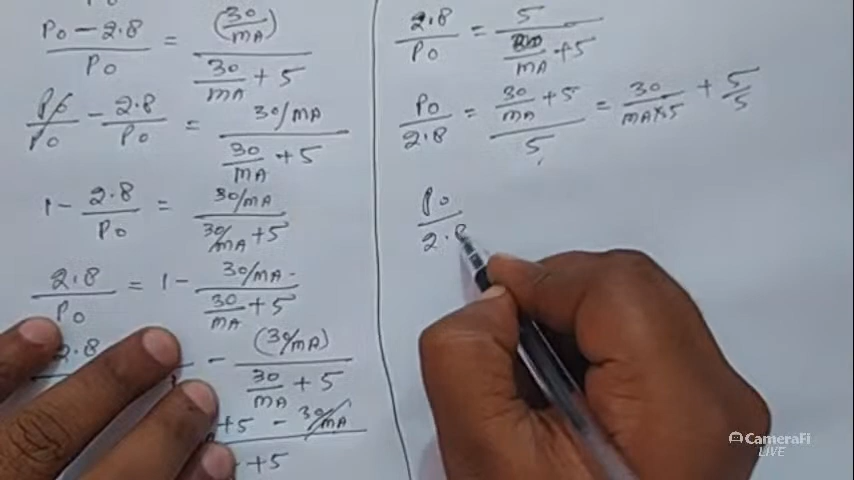 (P₀ - 2.8)/P₀ = (30/MA)/(30/MA + 5)
P₀/P₀ - 2.8/P₀ = (30/MA)/(30/MA + 5)
1 - 2.8/P₀ = (30/MA)/(30/MA + 5)
2.8/P₀ = 1 - (30/MA)/(30/MA + 5)
2.8 - (30/MA)/(30/MA + 5)
+5 - 30/MA
+5
2.8/P₀ = 5/(30/MA + 5)
P₀/2.8 = (30/MA + 5)/5 = 30/(MA×5) + 5/5
P₀/2.8
CameraFi
LIVE